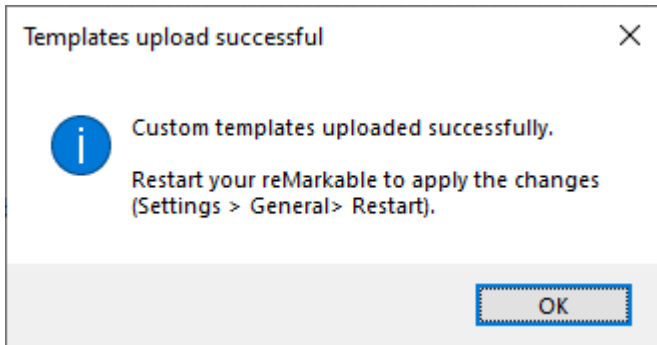 Templates upload successful
Custom templates uploaded successfully.
Restart your reMarkable to apply the changes
(Settings > General> Restart).
OK